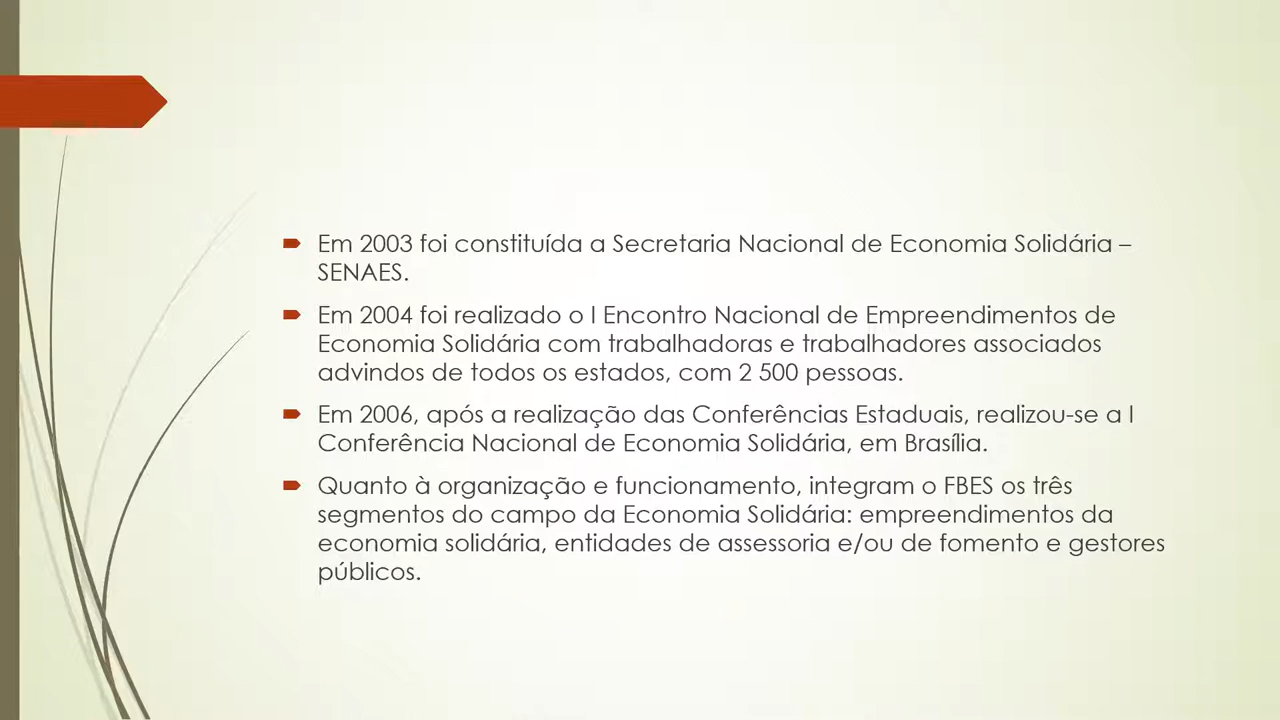 Em 2003 foi constituída a Secretaria Nacional de Economia Solidária –
SENAES.
Em 2004 foi realizado o I Encontro Nacional de Empreendimentos de
Economia Solidária com trabalhadoras e trabalhadores associados
advindos de todos os estados, com 2 500 pessoas.
Em 2006, após a realização das Conferências Estaduais, realizou-se a I
Conferência Nacional de Economia Solidária, em Brasília.
Quanto à organização e funcionamento, integram o FBES os três
segmentos do campo da Economia Solidária: empreendimentos da
economia solidária, entidades de assessoria e/ou de fomento e gestores
públicos.